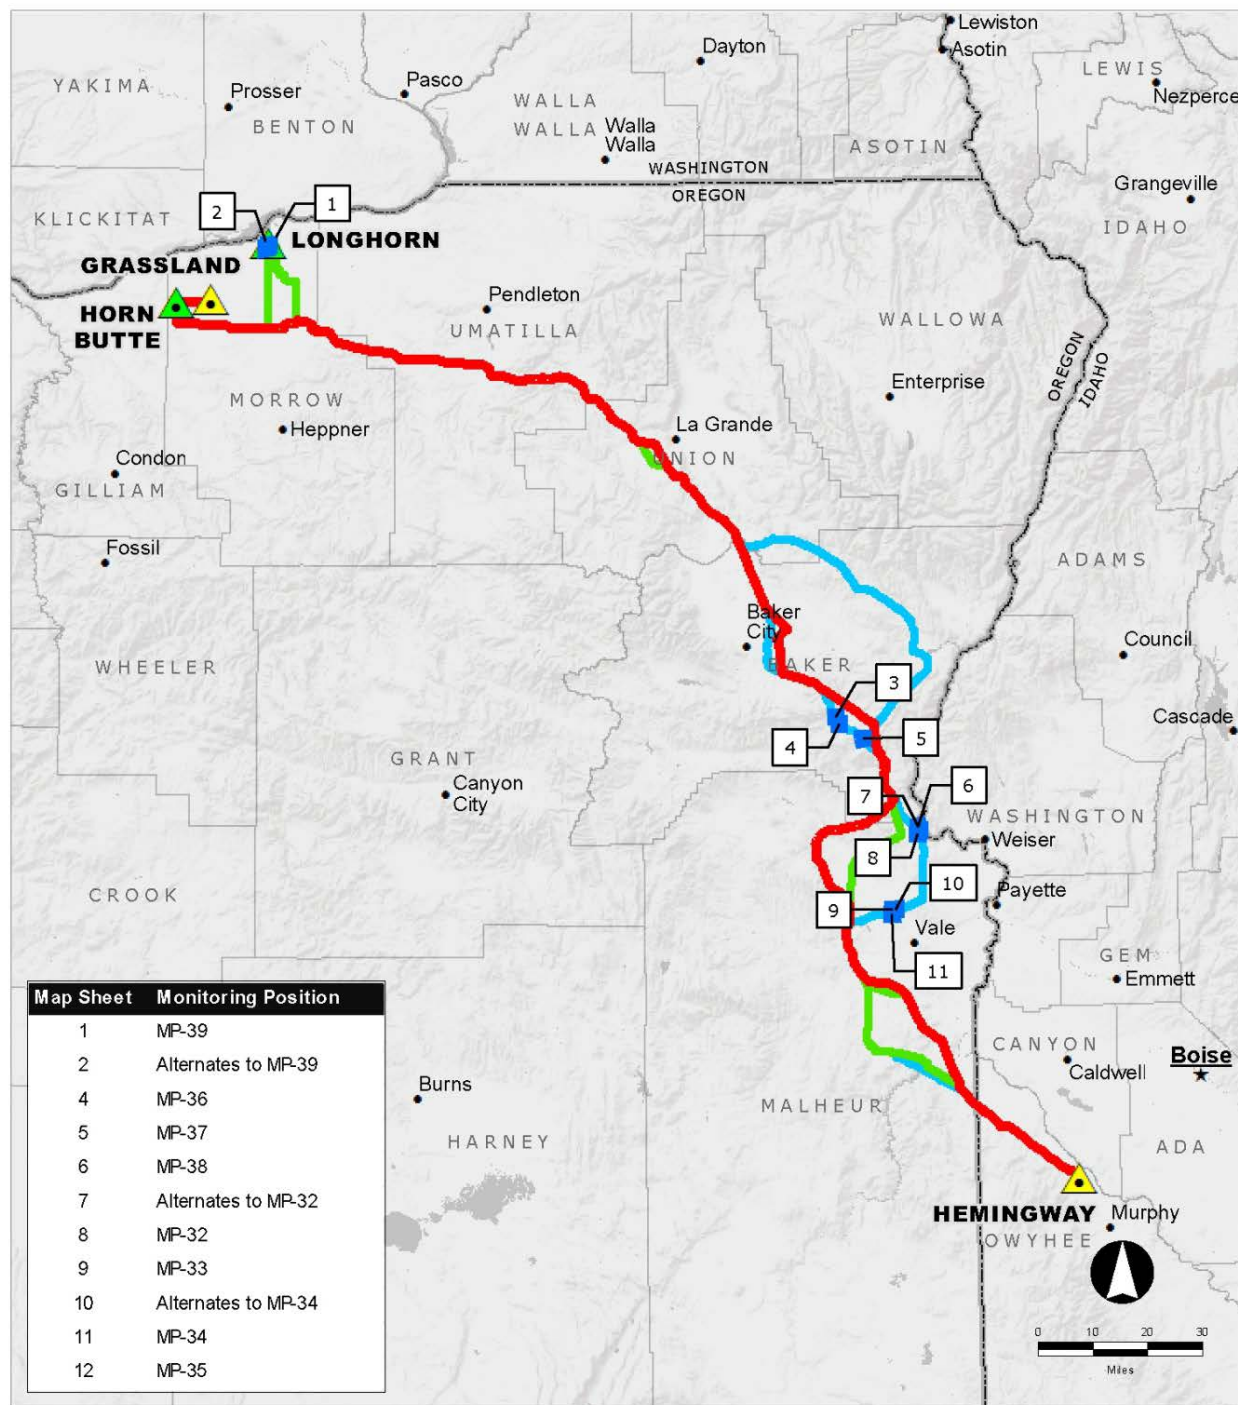 Lewiston
Asotin
Dayton
LEWIS
YAKIMA
Pasco
Nezperce
Prosser
WALLA
WALLA
BENTON
Walla
Walla
ASOTIN
WASHINGTON
OREGON
Grangeville
KLICKITAT
2
1
IDAHO
LONGHORN
GRASSLAND
HORN
BUTTE
Pendleton
UMATILLA
WALLOWA
OREGON
IDAHO
Enterprise
MORROW
Heppner
La Grande
UNION
Condon
GILLIAM
Fossil
ADAMS
Baker
City
Council
WHEELER
BAKER
3
Cascade
4
5
GRANT
Canyon
City
7
6
WASHINGTON
Weiser
8
CROOK
10
Payette
9
Vale
11
GEM
Emmett
Map Sheet Monitoring Position
1 MP-39
2 Alternates to MP-39
4 MP-36
5 MP-37
6 MP-38
7 Alternates to MP-32
8 MP-32
9 MP-33
10 Alternates to MP-34
11 MP-34
12 MP-35
CANYON
Boise
Caldwell
Burns
MALHEUR
HARNEY
ADA
HEMINGWAY
Murphy
OWYHEE
0 10 20 30
Miles